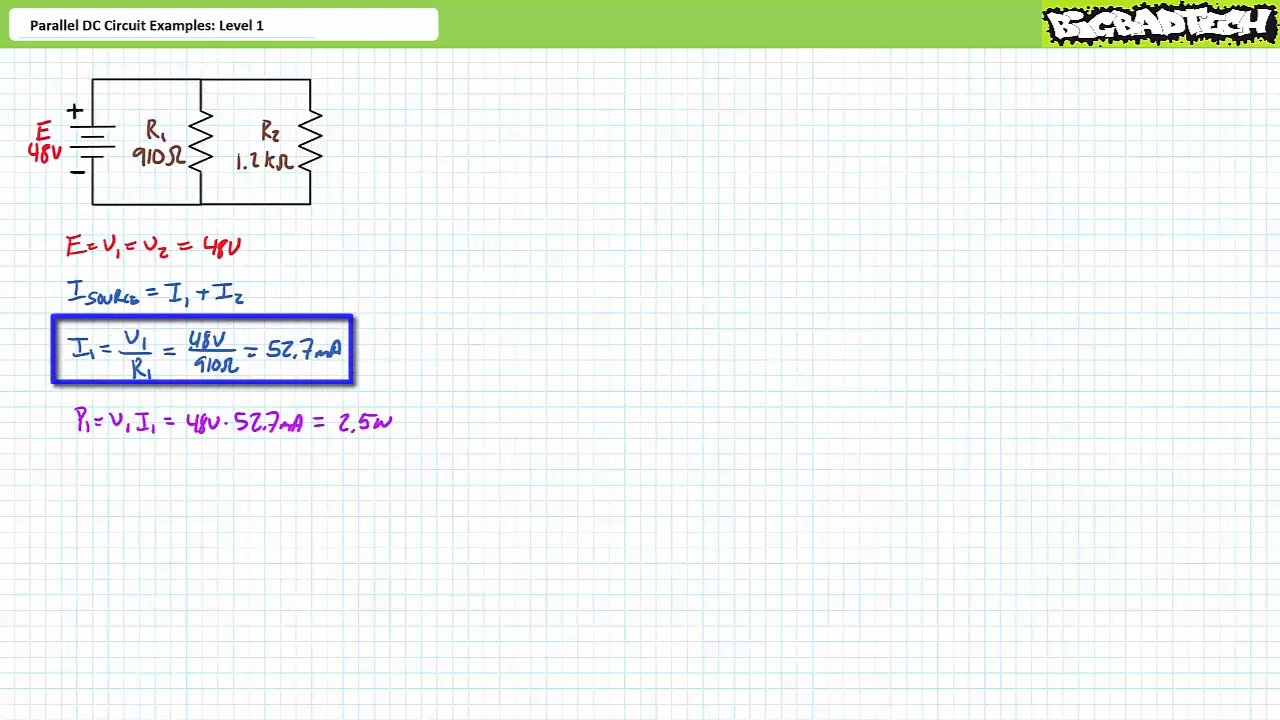 Parallel DC Circuit Examples: Level 1
BIGBADTECH
+
E
48V
−
R₁
910Ω
R₂
1.2kΩ
E = V₁ = V₂ = 48V
I SOURCE = I₁ + I₂
I₁ = V₁/R₁ = 48V/910Ω = 52.7mA
P₁ = V₁ I₁ = 48V · 52.7mA = 2.5W